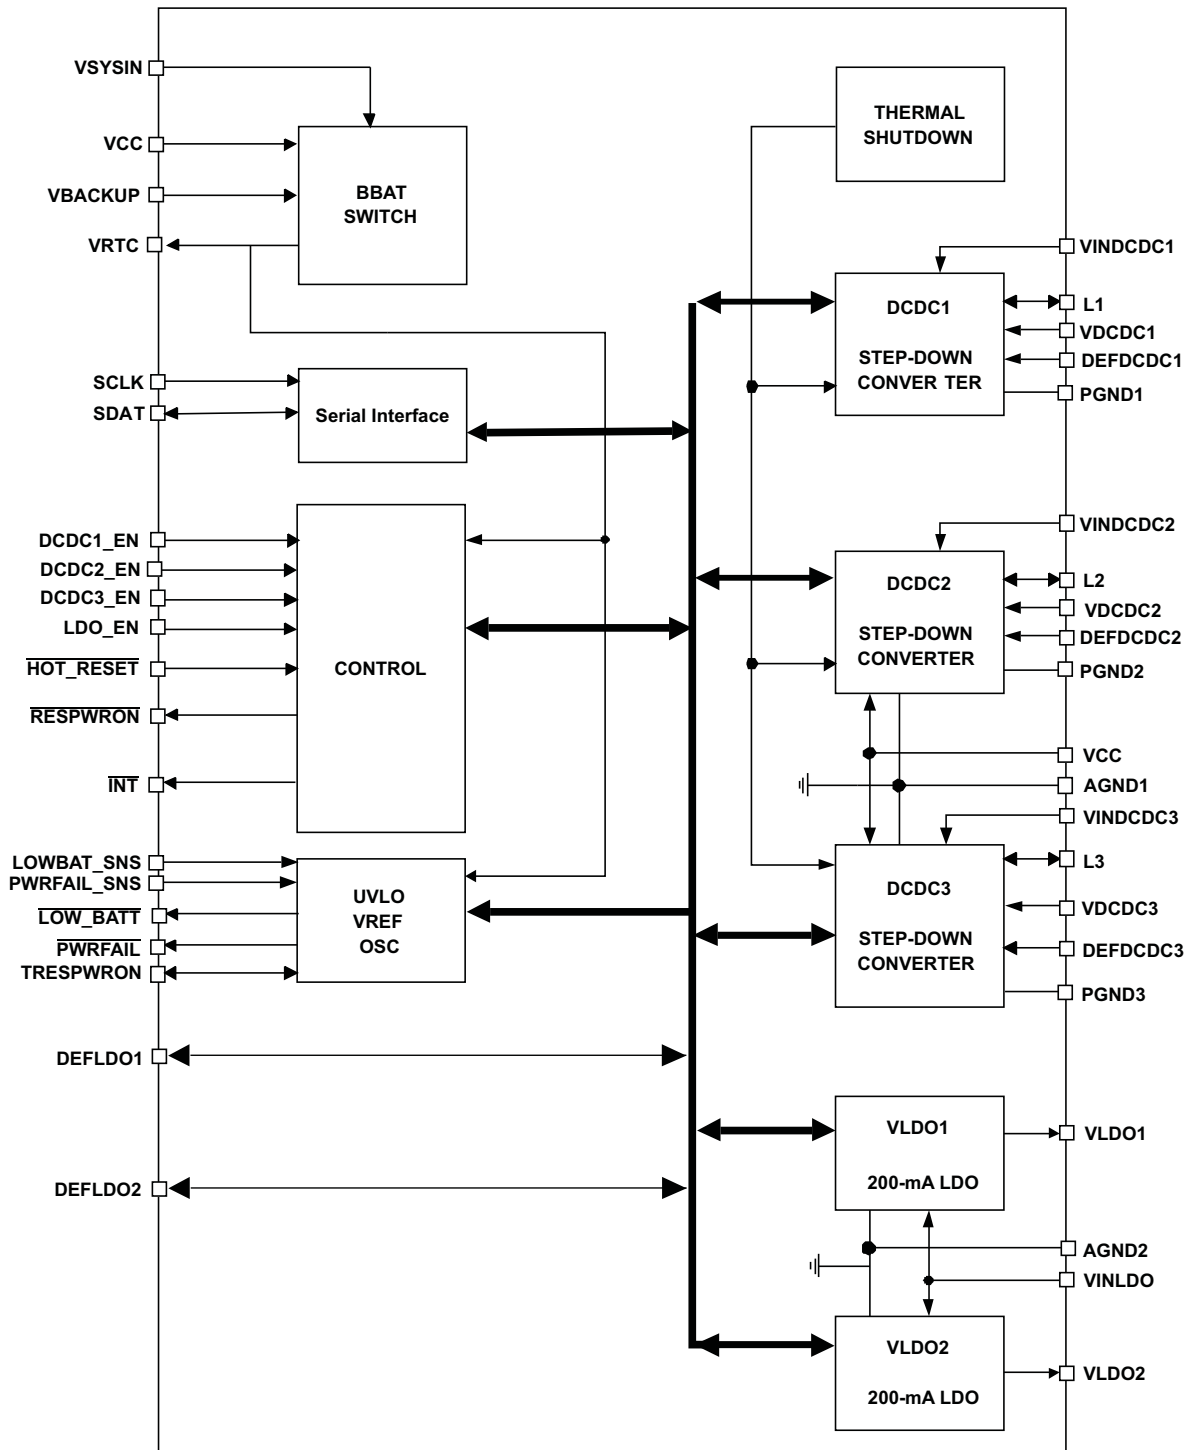 VSYSIN
VCC
VBACKUP
VRTC
BBAT
SWITCH
THERMAL
SHUTDOWN
SCLK
SDAT
Serial Interface
VINDCDC1
DCDC1
STEP-DOWN
CONVER TER
L1
VDCDC1
DEFDCDC1
PGND1
DCDC1_EN
DCDC2_EN
DCDC3_EN
LDO_EN
HOT_RESET
RESPWRON
INT
CONTROL
VINDCDC2
DCDC2
STEP-DOWN
CONVERTER
L2
VDCDC2
DEFDCDC2
PGND2
VCC
AGND1
VINDCDC3
LOWBAT_SNS
PWRFAIL_SNS
LOW_BATT
PWRFAIL
TRESPWRON
UVLO
VREF
OSC
DCDC3
STEP-DOWN
CONVERTER
L3
VDCDC3
DEFDCDC3
PGND3
DEFLDO1
DEFLDO2
VLDO1
200-mA LDO
VLDO1
AGND2
VINLDO
VLDO2
200-mA LDO
VLDO2